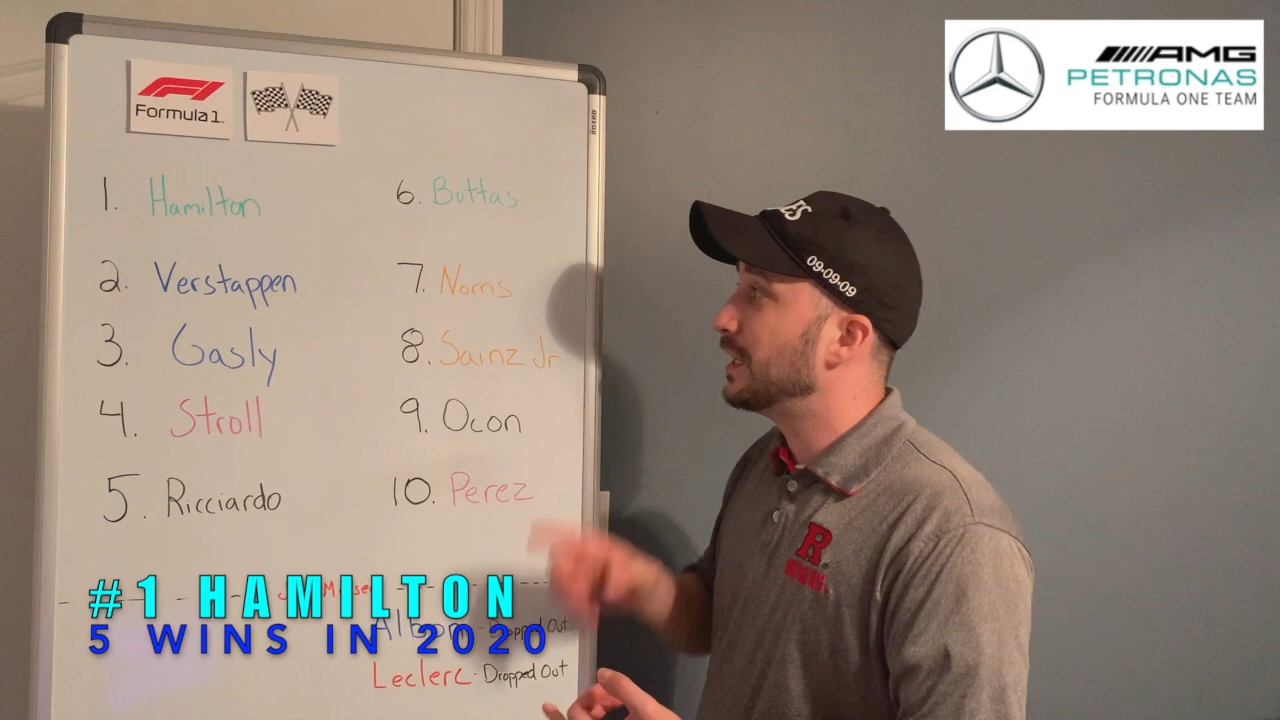 AMG
PETRONAS
FORMULA ONE TEAM
F1
Formula 1
BOARD
1. Hamilton
2. Verstappen
3. Gasly
4. Stroll
5. Ricciardo
6. Bottas
7. Norris
8. Sainz Jr
9. Ocon
10. Perez
09•09•09
R
#1 HAMILTON
5 WINS IN 2020
Albon - Dropped Out
Leclerc - Dropped Out